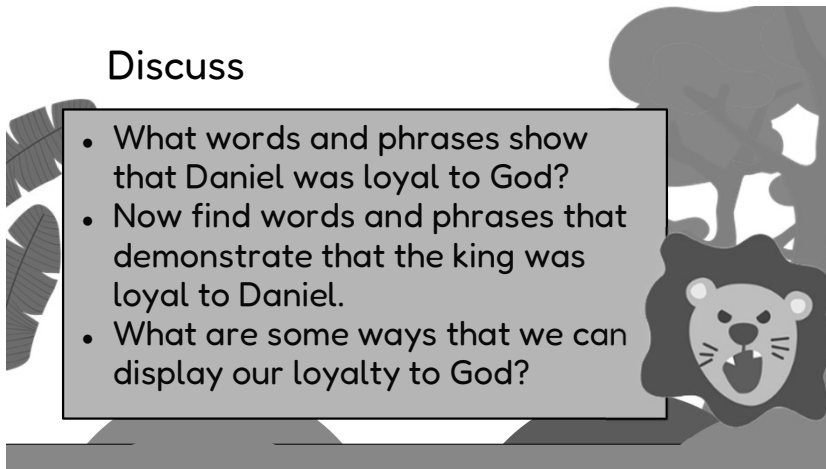 Discuss
• What words and phrases show
that Daniel was loyal to God?
• Now find words and phrases that
demonstrate that the king was
loyal to Daniel.
• What are some ways that we can
display our loyalty to God?